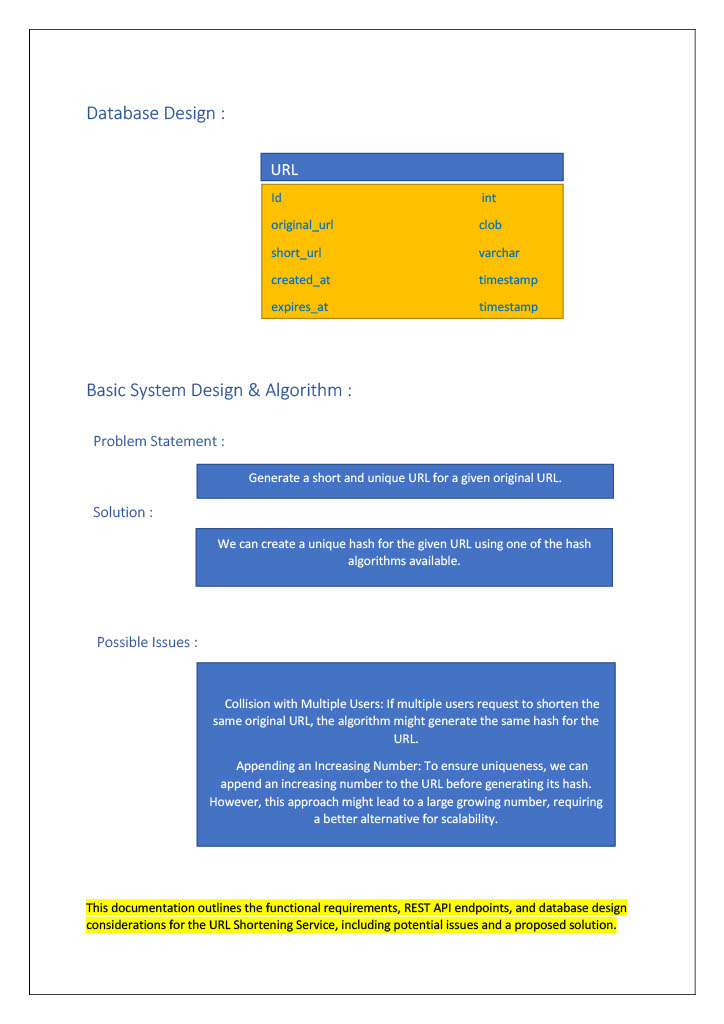 Database Design :
URL
Id int
original_url clob
short_url varchar
created_at timestamp
expires_at timestamp
Basic System Design & Algorithm :
Problem Statement :
Generate a short and unique URL for a given original URL.
Solution :
We can create a unique hash for the given URL using one of the hash
algorithms available.
Possible Issues :
Collision with Multiple Users: If multiple users request to shorten the
same original URL, the algorithm might generate the same hash for the
URL.
Appending an Increasing Number: To ensure uniqueness, we can
append an increasing number to the URL before generating its hash.
However, this approach might lead to a large growing number, requiring
a better alternative for scalability.
This documentation outlines the functional requirements, REST API endpoints, and database design
considerations for the URL Shortening Service, including potential issues and a proposed solution.